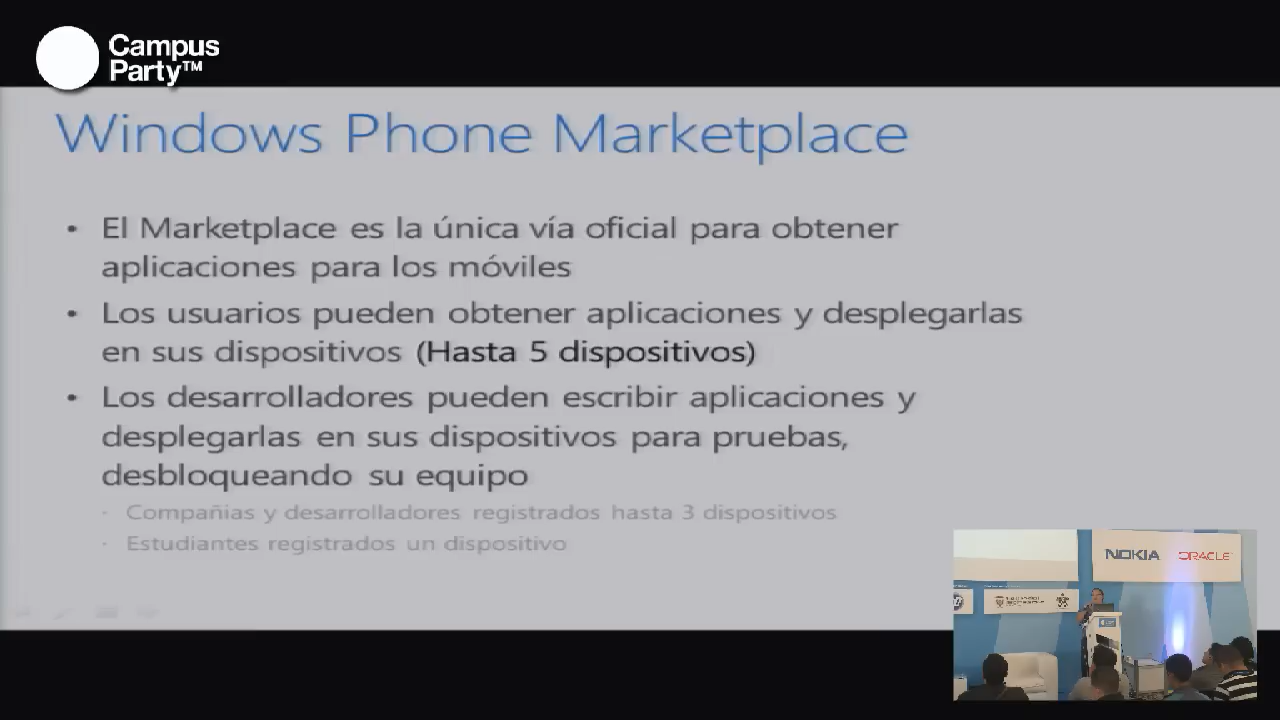 Campus
Party™
Windows Phone Marketplace
• El Marketplace es la única vía oficial para obtener
aplicaciones para los móviles
• Los usuarios pueden obtener aplicaciones y desplegarlas
en sus dispositivos (Hasta 5 dispositivos)
• Los desarrolladores pueden escribir aplicaciones y
desplegarlas en sus dispositivos para pruebas,
desbloqueando su equipo
· Compañias y desarrolladores registrados hasta 3 dispositivos
· Estudiantes registrados un dispositivo
NOKIA ORACLE